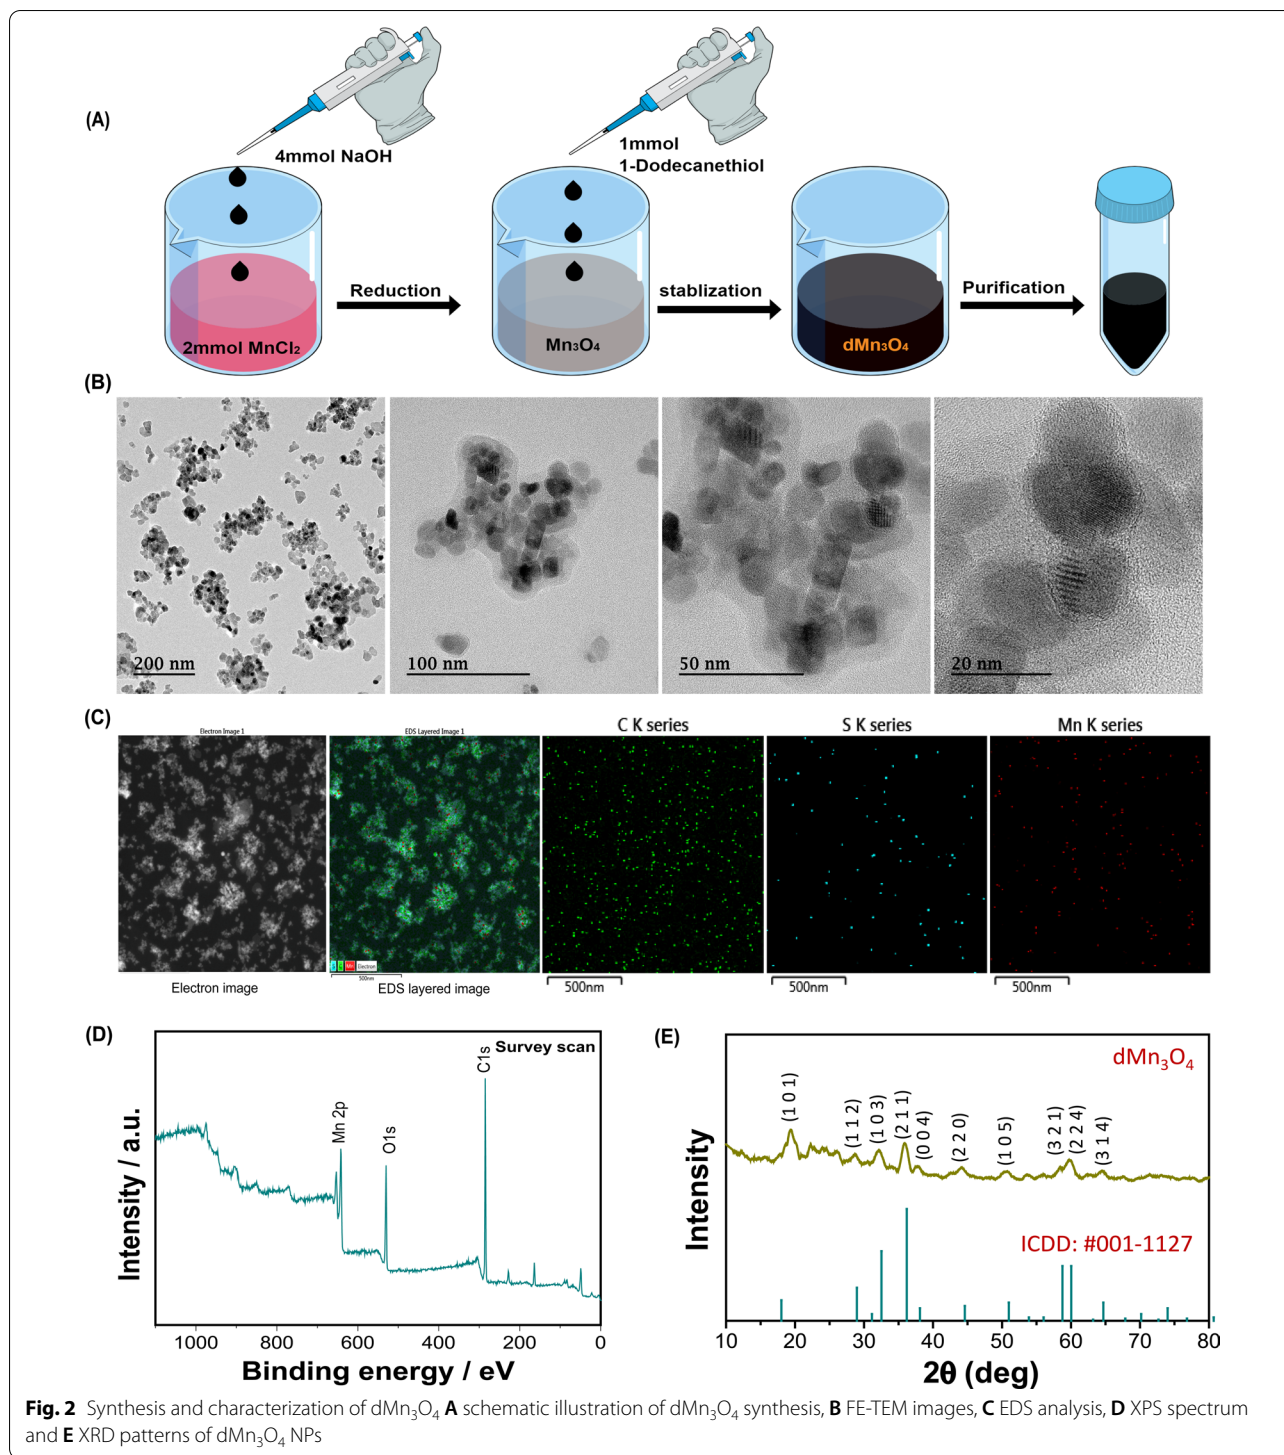 (A)
4mmol NaOH
1mmol
1-Dodecanethiol
Reduction
stablization
Purification
2mmol MnCl₂
Mn₃O₄
dMn₃O₄
(B)
200 nm
100 nm
50 nm
20 nm
(C)
Electron Image 1
EDS Layered Image 1
C K series
S K series
Mn K series
Electron
500nm
500nm
500nm
500nm
Electron image
EDS layered image
(D)
Survey scan
Mn 2p
O1s
C1s
Intensity / a.u.
1000 800 600 400 200 0
Binding energy / eV
(E)
dMn₃O₄
(1 0 1)
(1 1 2)
(1 0 3)
(2 1 1)
(0 0 4)
(2 2 0)
(1 0 5)
(3 2 1)
(2 2 4)
(3 1 4)
ICDD: #001-1127
Intensity
10 20 30 40 50 60 70 80
2θ (deg)
Fig. 2 Synthesis and characterization of dMn₃O₄ A schematic illustration of dMn₃O₄ synthesis, B FE-TEM images, C EDS analysis, D XPS spectrum
and E XRD patterns of dMn₃O₄ NPs